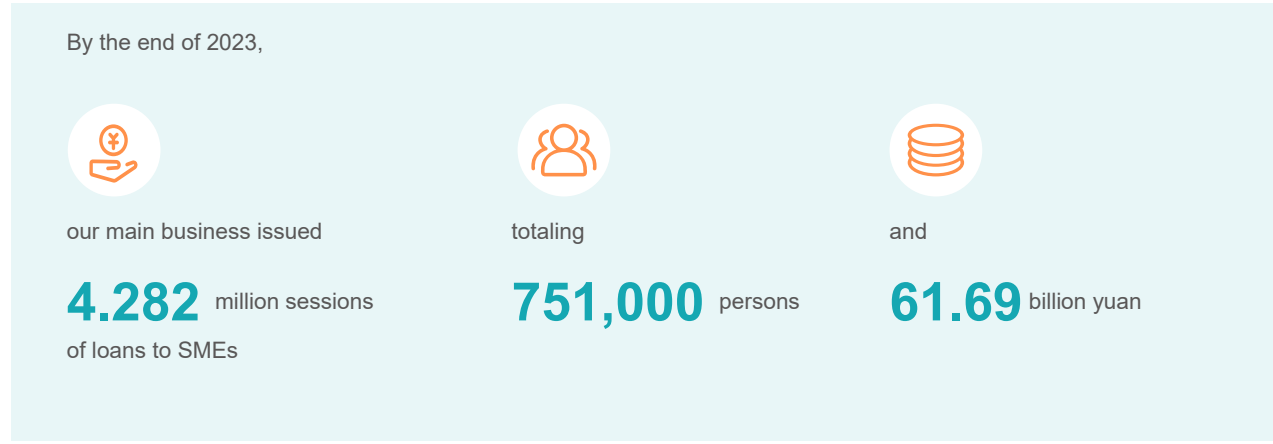 By the end of 2023,
¥
our main business issued
4.282 million sessions
of loans to SMEs
totaling
751,000 persons
and
61.69 billion yuan